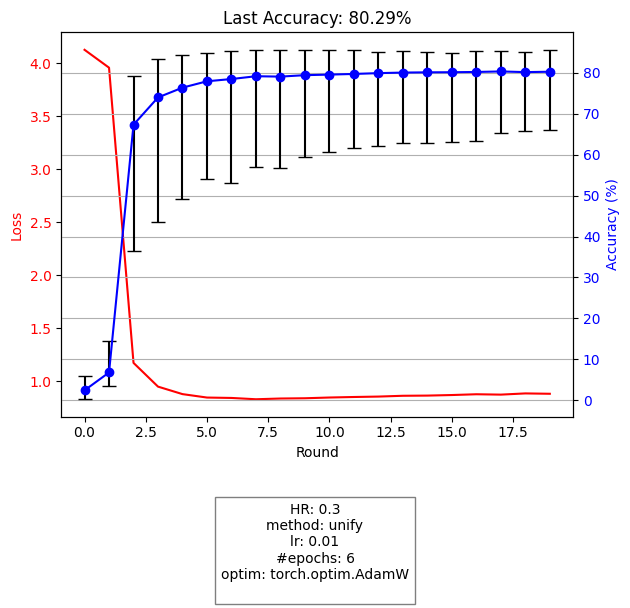 Last Accuracy: 80.29%
4.0
3.5
3.0
2.5
2.0
1.5
1.0
Loss
80
70
60
50
40
30
20
10
0
Accuracy (%)
0.0 2.5 5.0 7.5 10.0 12.5 15.0 17.5
Round
HR: 0.3
method: unify
lr: 0.01
#epochs: 6
optim: torch.optim.AdamW